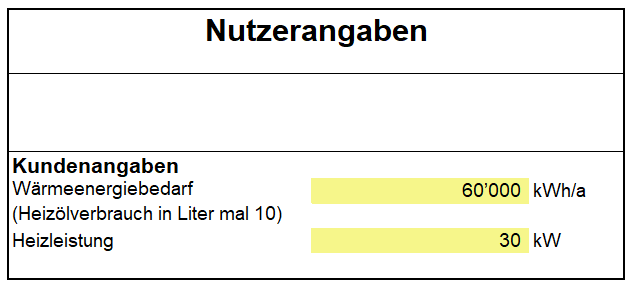 Nutzerangaben
Kundenangaben
Wärmeenergiebedarf 60’000 kWh/a
(Heizölverbrauch in Liter mal 10)
Heizleistung 30 kW